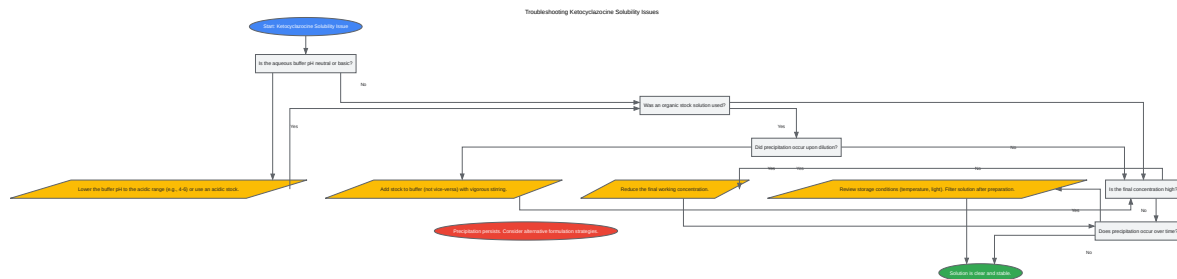 Troubleshooting Ketocyclazocine Solubility Issues
Start: Ketocyclazocine Solubility Issue
Is the aqueous buffer pH neutral or basic?
No
Was an organic stock solution used?
Yes
Yes
Did precipitation occur upon dilution?
No
Yes
Yes
No
Lower the buffer pH to the acidic range (e.g., 4-6) or use an acidic stock.
Add stock to buffer (not vice-versa) with vigorous stirring.
Reduce the final working concentration.
Review storage conditions (temperature, light). Filter solution after preparation.
Is the final concentration high?
Yes
No
Precipitation persists. Consider alternative formulation strategies.
Does precipitation occur over time?
No
Solution is clear and stable.